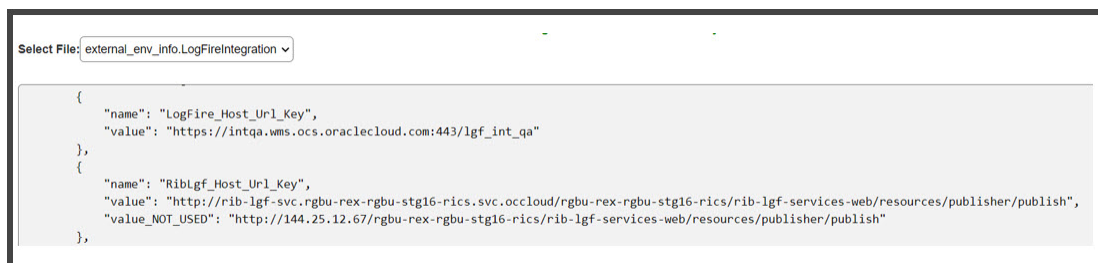 Select File: external_env_info.LogFireIntegration
{
"name": "LogFire_Host_Url_Key",
"value": "https://intqa.wms.ocs.oraclecloud.com:443/lgf_int_qa"
},
{
"name": "RibLgf_Host_Url_Key",
"value": "http://rib-lgf-svc.rgbu-rex-rgbu-stg16-rics.svc.occloud/rgbu-rex-rgbu-stg16-rics/rib-lgf-services-web/resources/publisher/publish",
"value_NOT_USED": "http://144.25.12.67/rgbu-rex-rgbu-stg16-rics/rib-lgf-services-web/resources/publisher/publish"
},